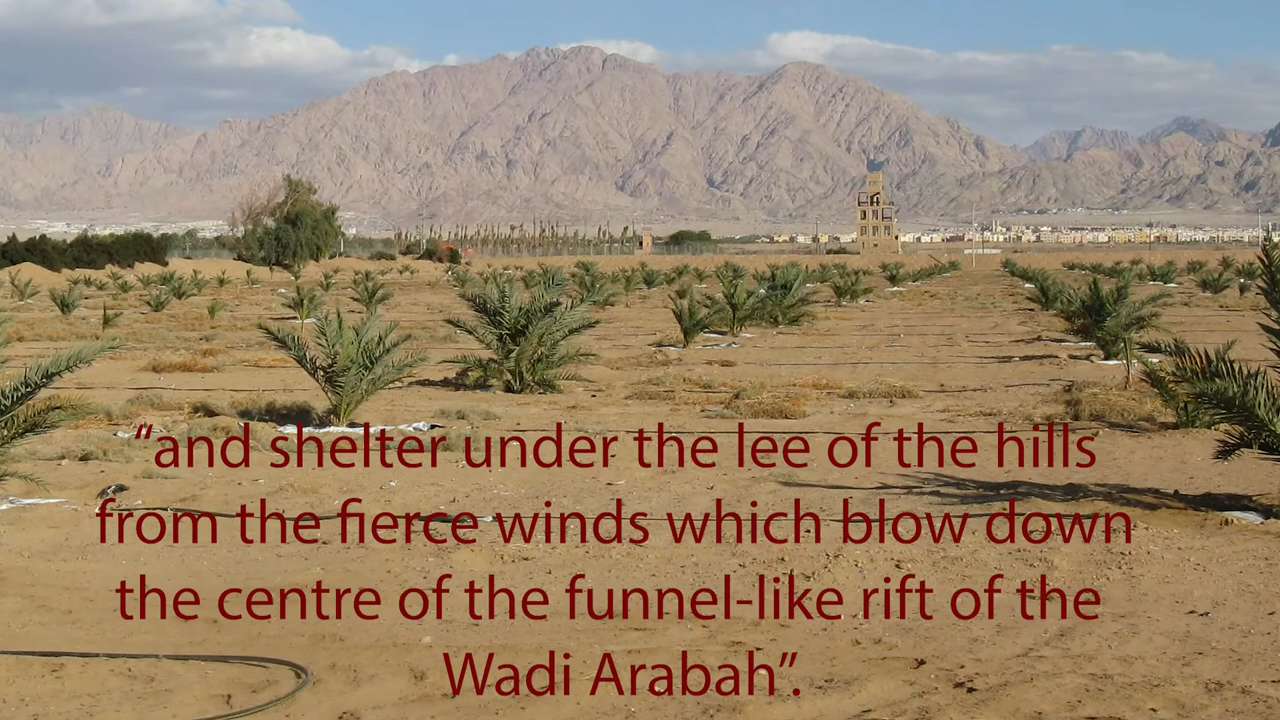 “and shelter under the lee of the hills
from the fierce winds which blow down
the centre of the funnel-like rift of the
Wadi Arabah”.